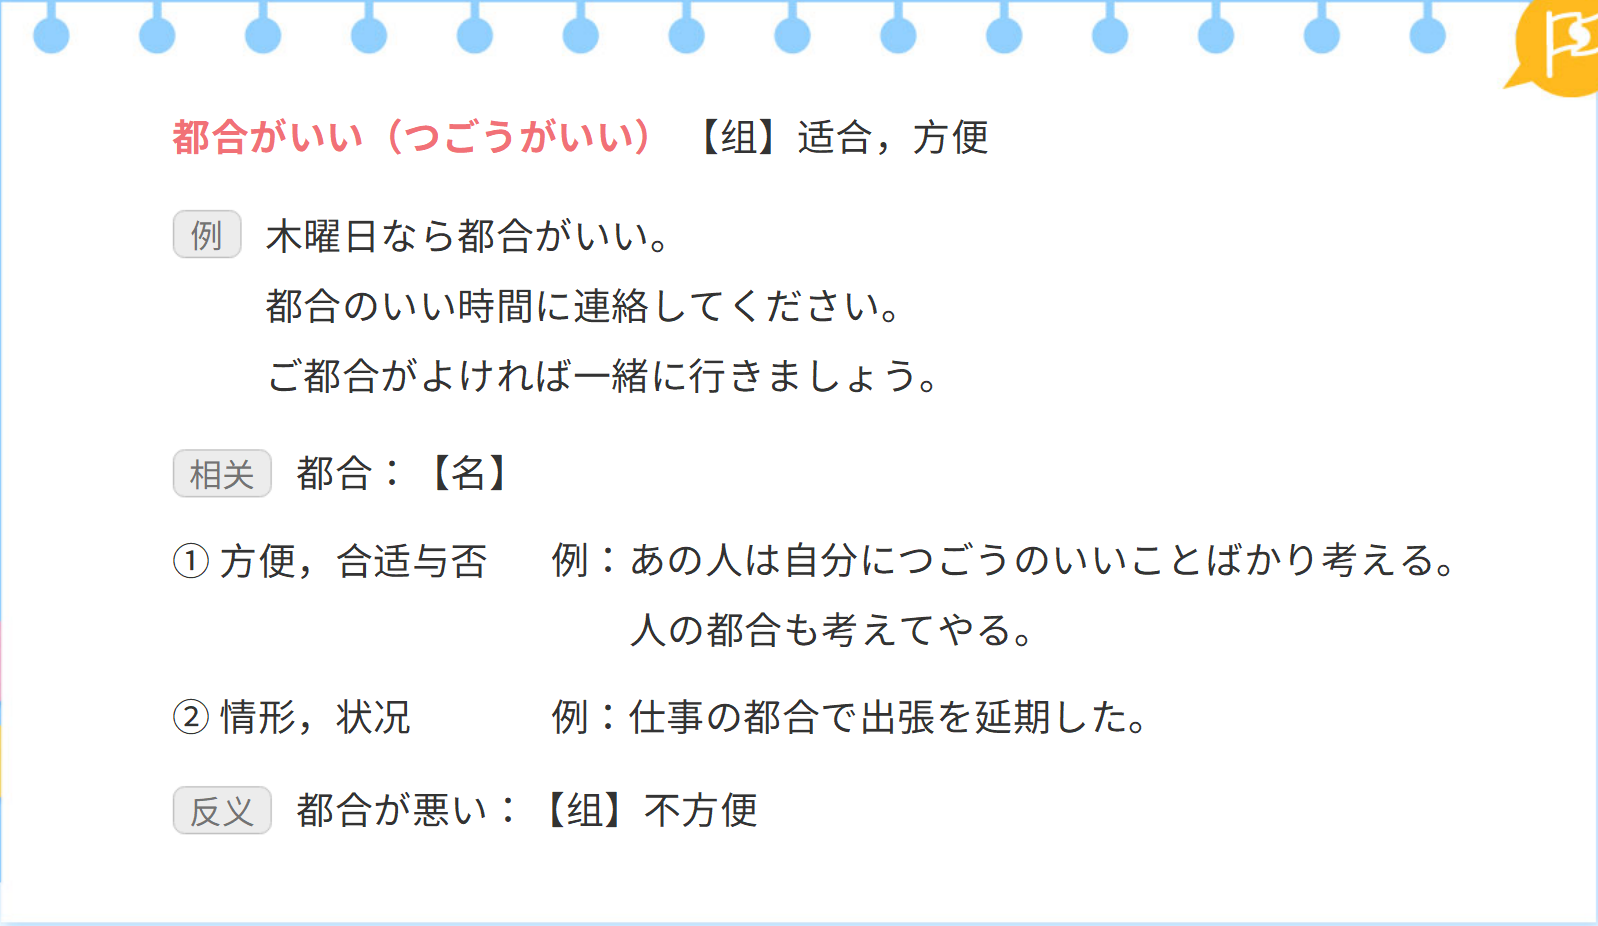 都合がいい（つごうがいい） 【组】适合，方便
例 木曜日なら都合がいい。
都合のいい時間に連絡してください。
ご都合がよければ一緒に行きましょう。
相关 都合：【名】
① 方便，合适与否 例：あの人は自分につごうのいいことばかり考える。
人の都合も考えてやる。
② 情形，状况 例：仕事の都合で出張を延期した。
反义 都合が悪い：【组】不方便